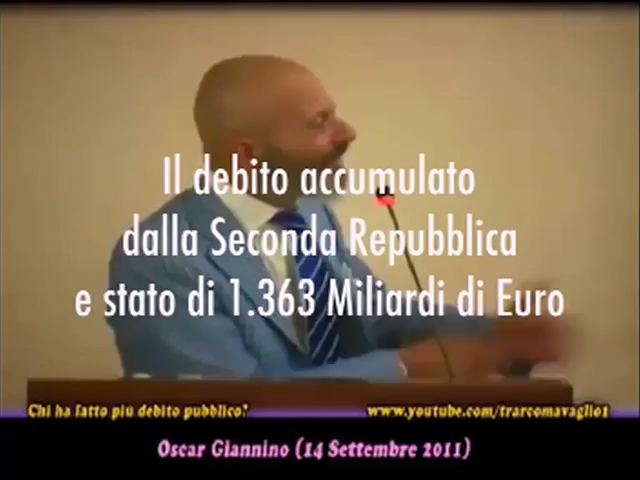 Il debito accumulato
dalla Seconda Repubblica
e stato di 1.363 Miliardi di Euro
Chi ha fatto più debito pubblico?
www.youtube.com/trarcomavaglio1
Oscar Giannino (14 Settembre 2011)